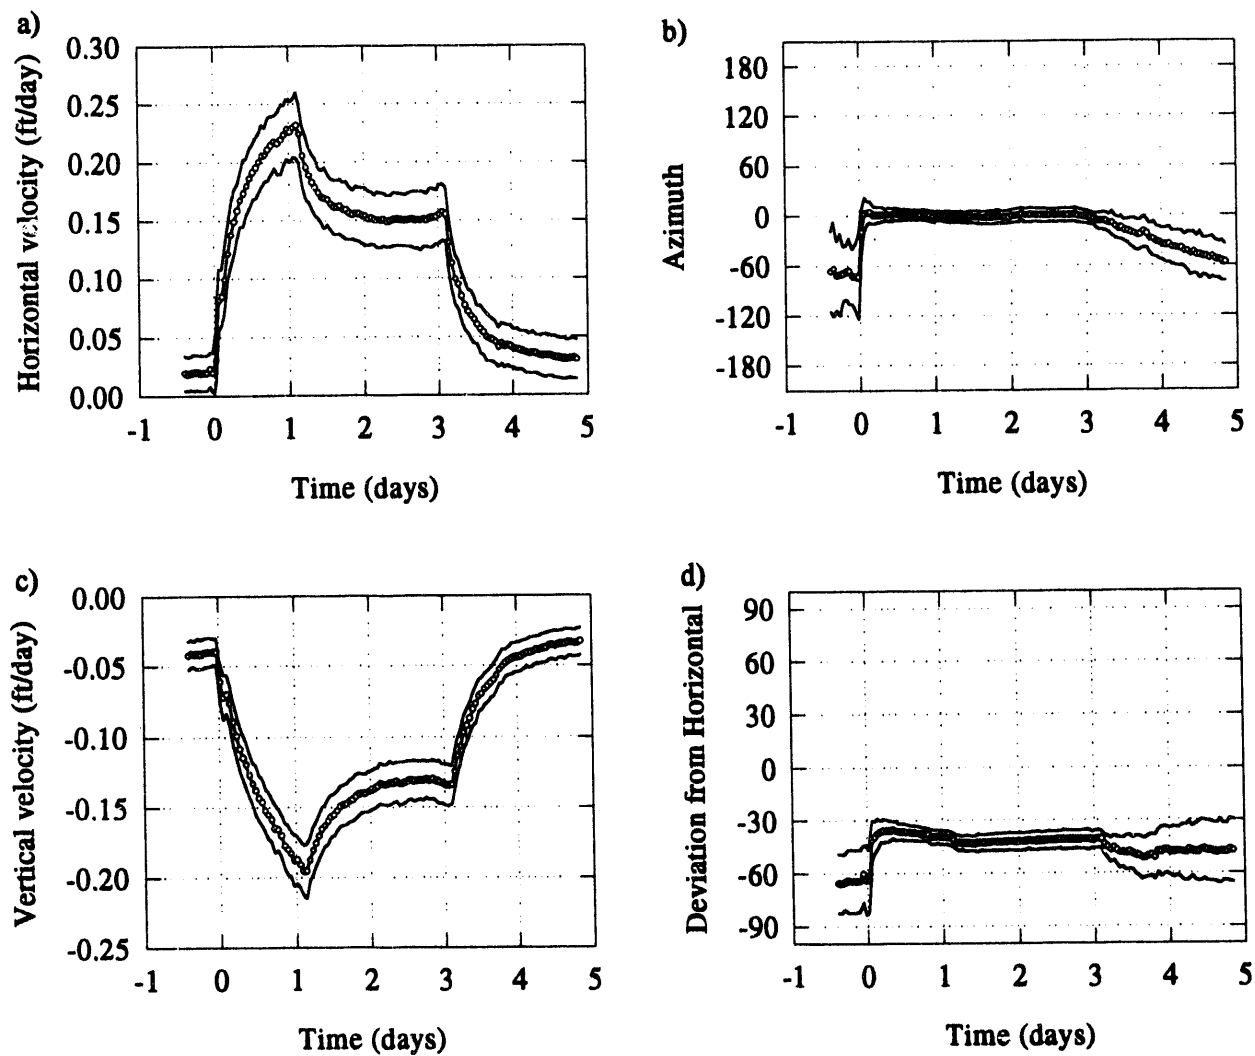 a)
Horizontal velocity (ft/day)
0.30
0.25
0.20
0.15
0.10
0.05
0.00
-1 0 1 2 3 4 5
Time (days)
b)
Azimuth
180
120
60
0
-60
-120
-180
-1 0 1 2 3 4 5
Time (days)
c)
Vertical velocity (ft/day)
0.00
-0.05
-0.10
-0.15
-0.20
-0.25
-1 0 1 2 3 4 5
Time (days)
d)
Deviation from Horizontal
90
60
30
0
-30
-60
-90
-1 0 1 2 3 4 5
Time (days)